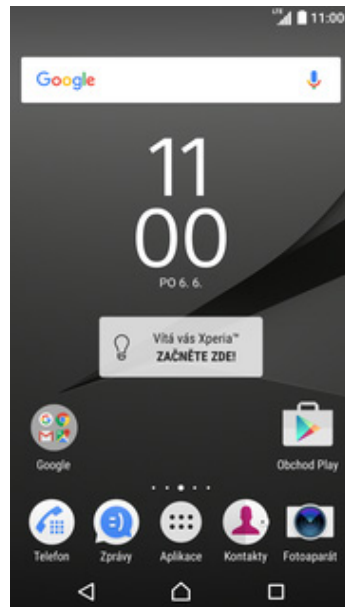 LTE 11:00
Google
11
00
PO 6. 6.
Vítá vás Xperia™
ZAČNĚTE ZDE!
Google
Obchod Play
Telefon
Zprávy
Aplikace
Kontakty
Fotoaparát